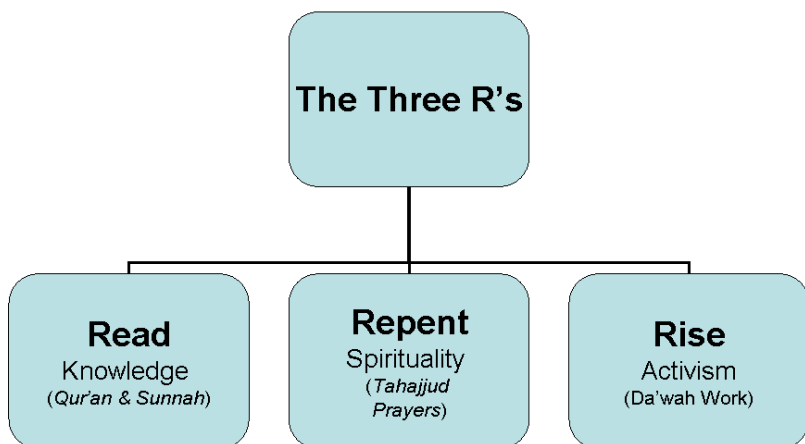 The Three R's
Read
Knowledge
(Qur'an & Sunnah)
Repent
Spirituality
(Tahajjud
Prayers)
Rise
Activism
(Da'wah Work)